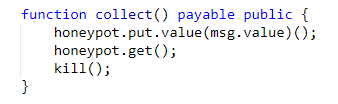 function collect() payable public {
    honeypot.put.value(msg.value)();
    honeypot.get();
    kill();
}